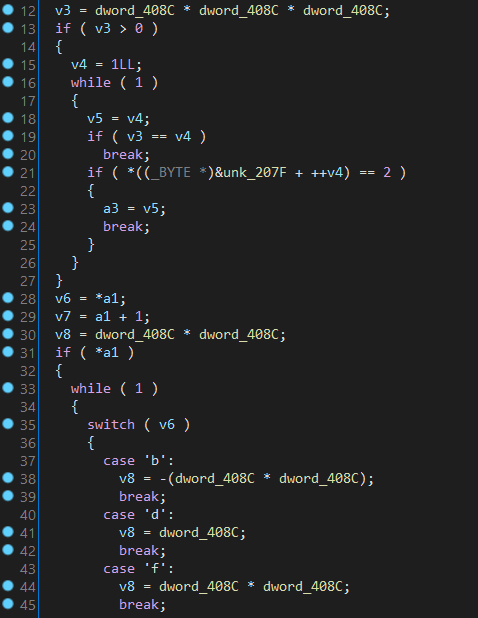 12 v3 = dword_408C * dword_408C * dword_408C;
13 if ( v3 > 0 )
14 {
15 v4 = 1LL;
16 while ( 1 )
17 {
18 v5 = v4;
19 if ( v3 == v4 )
20 break;
21 if ( *((_BYTE *)&unk_207F + ++v4) == 2 )
22 {
23 a3 = v5;
24 break;
25 }
26 }
27 }
28 v6 = *a1;
29 v7 = a1 + 1;
30 v8 = dword_408C * dword_408C;
31 if ( *a1 )
32 {
33 while ( 1 )
34 {
35 switch ( v6 )
36 {
37 case 'b':
38 v8 = -(dword_408C * dword_408C);
39 break;
40 case 'd':
41 v8 = dword_408C;
42 break;
43 case 'f':
44 v8 = dword_408C * dword_408C;
45 break;